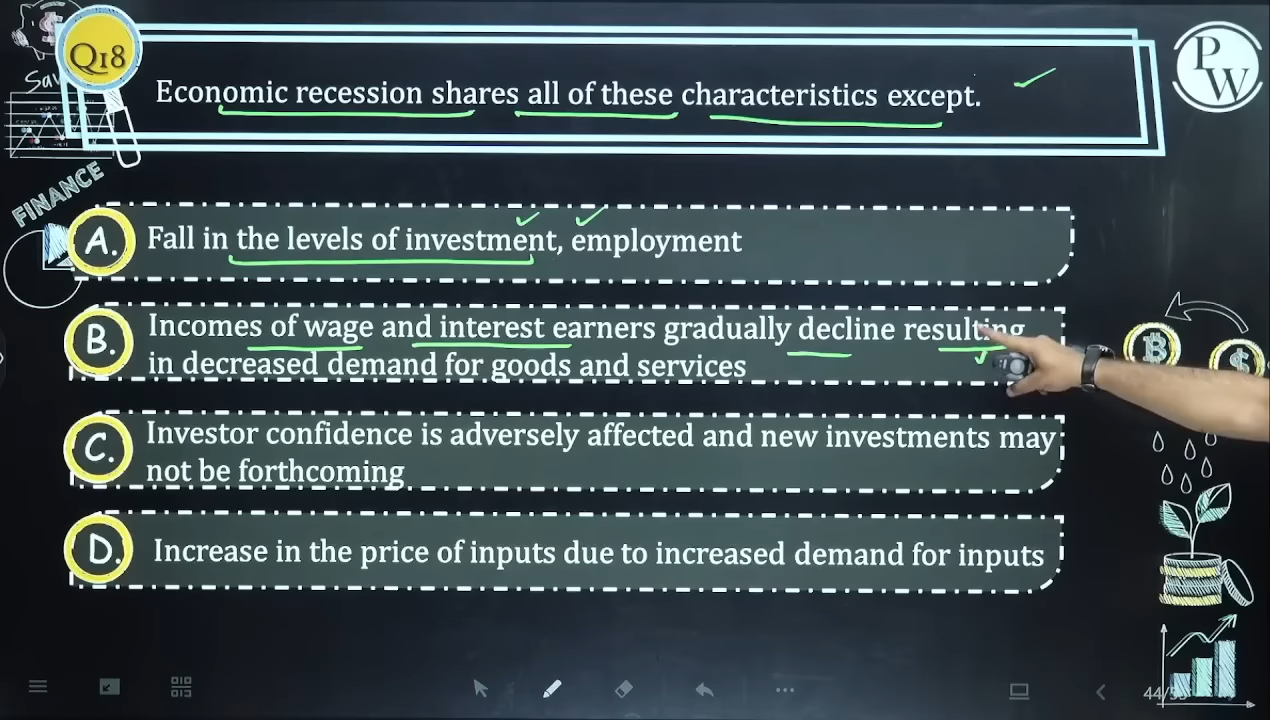 Q18
Economic recession shares all of these characteristics except.
P
W
Sav
FINANCE
A.
Fall in the levels of investment, employment
B.
Incomes of wage and interest earners gradually decline resulting
in decreased demand for goods and services
C.
Investor confidence is adversely affected and new investments may
not be forthcoming
D.
Increase in the price of inputs due to increased demand for inputs